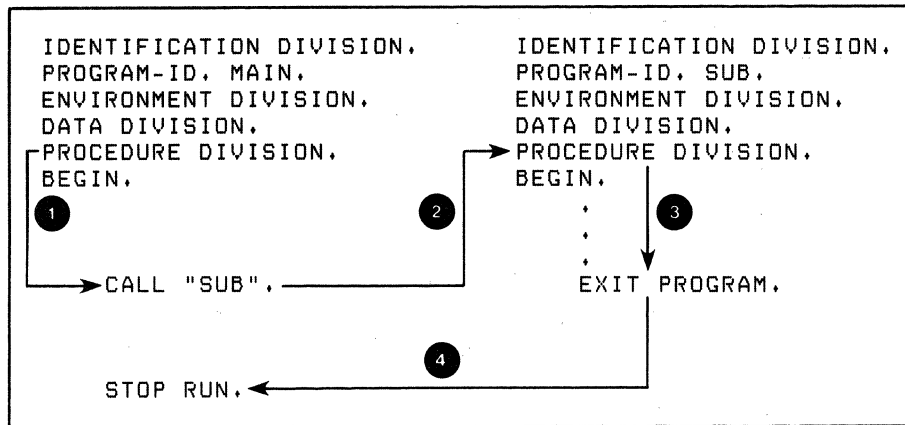 IDENTIFICATION DIVISION.
PROGRAM-ID. MAIN.
ENVIRONMENT DIVISION.
DATA DIVISION.
PROCEDURE DIVISION.
BEGIN.
1
CALL "SUB".
STOP RUN.
2
IDENTIFICATION DIVISION.
PROGRAM-ID. SUB.
ENVIRONMENT DIVISION.
DATA DIVISION.
PROCEDURE DIVISION.
BEGIN.
.
.
.
3
EXIT PROGRAM.
4